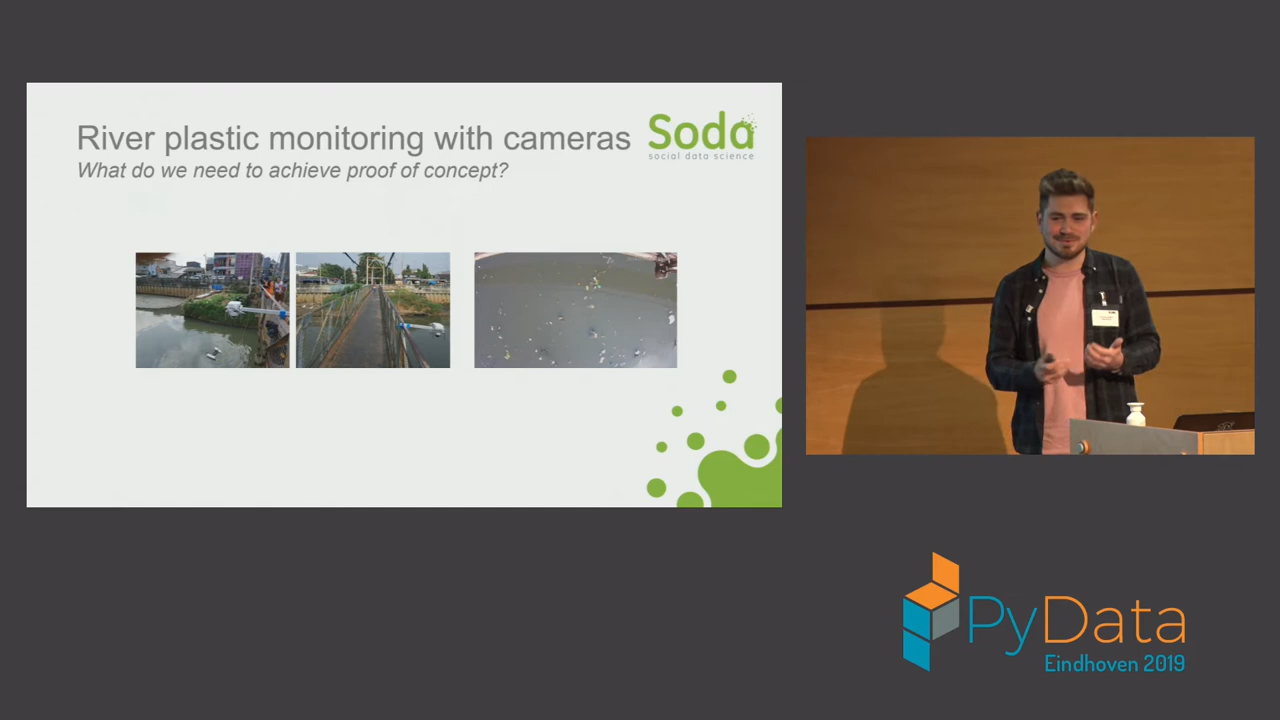 River plastic monitoring with cameras
What do we need to achieve proof of concept?
Soda
social data science
PyData
Eindhoven 2019